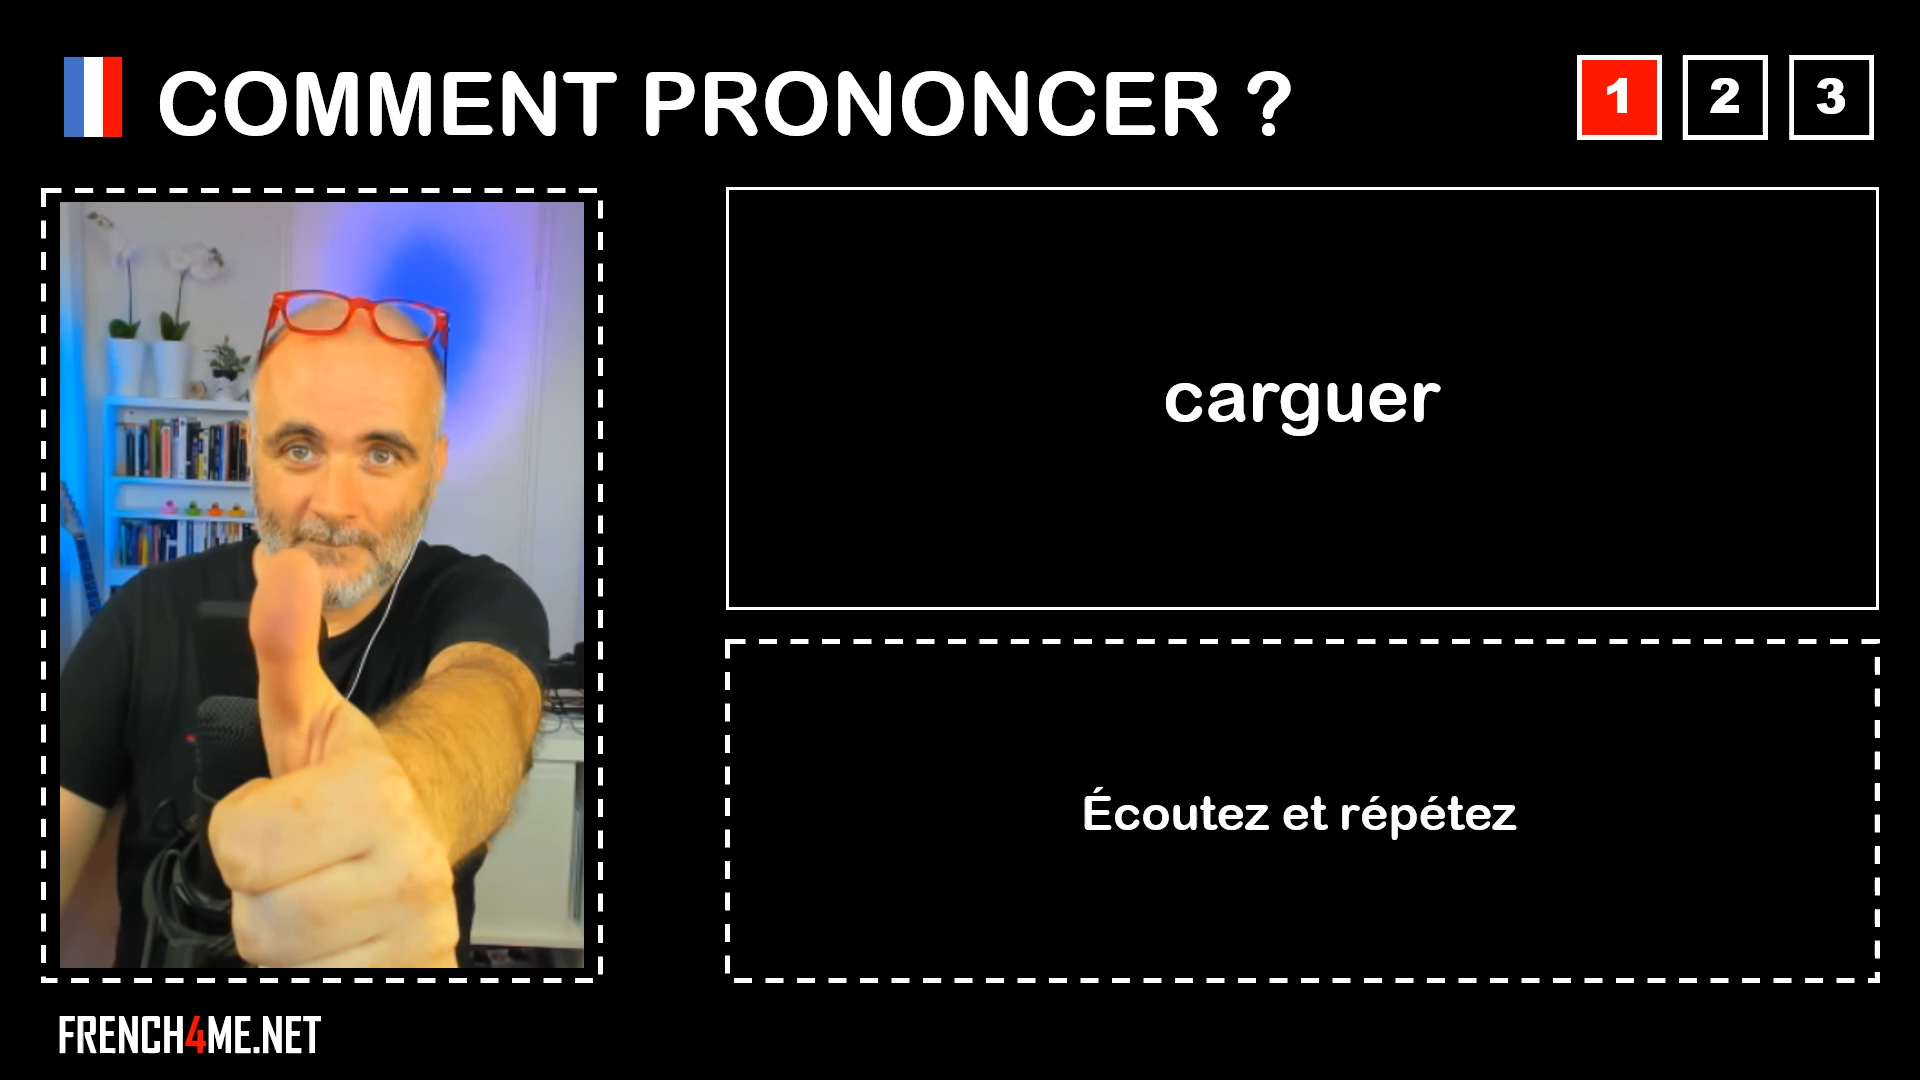 COMMENT PRONONCER ?
1 2 3
carguer
Écoutez et répétez
FRENCH4ME.NET